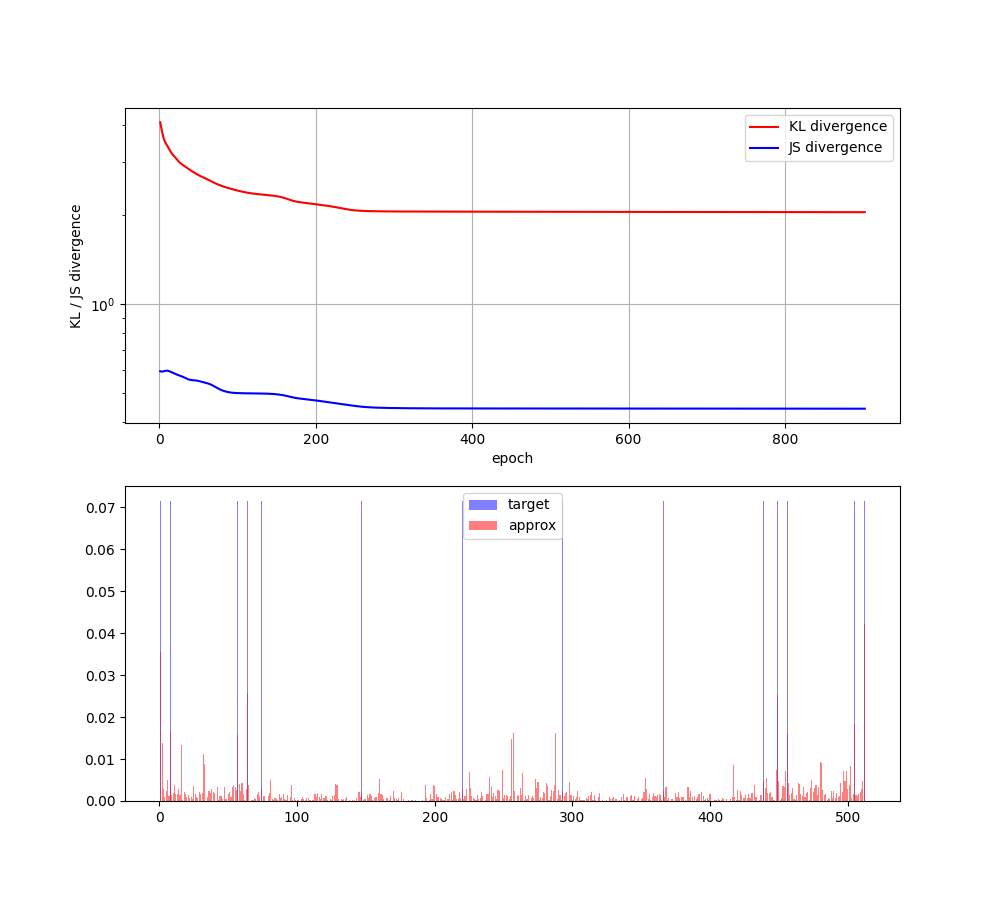 KL divergence
JS divergence
KL / JS divergence
10⁰
0 200 400 600 800
epoch
target
approx
0.07
0.06
0.05
0.04
0.03
0.02
0.01
0.00
0 100 200 300 400 500